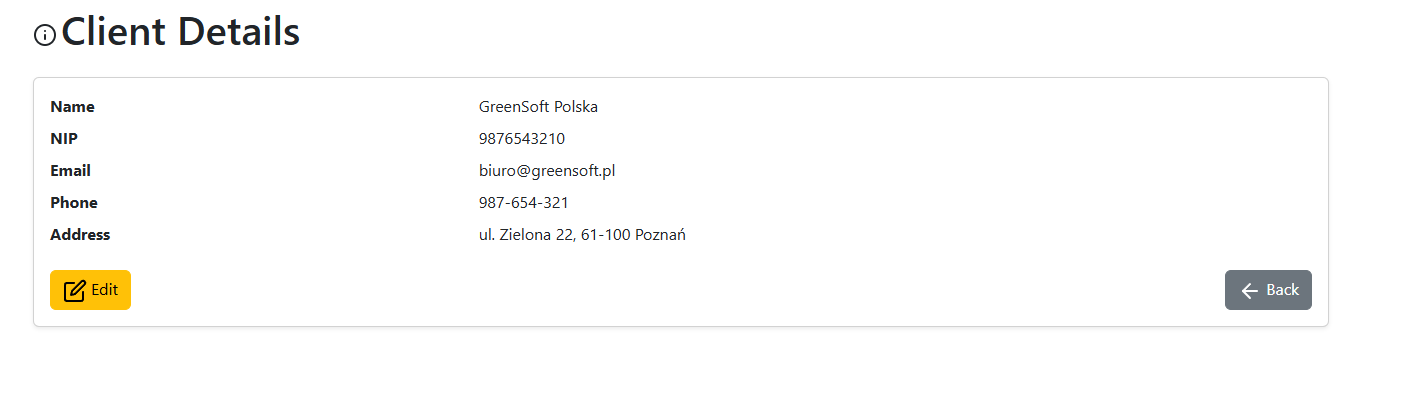 Client Details
Name GreenSoft Polska
NIP 9876543210
Email biuro@greensoft.pl
Phone 987-654-321
Address ul. Zielona 22, 61-100 Poznań
Edit Back